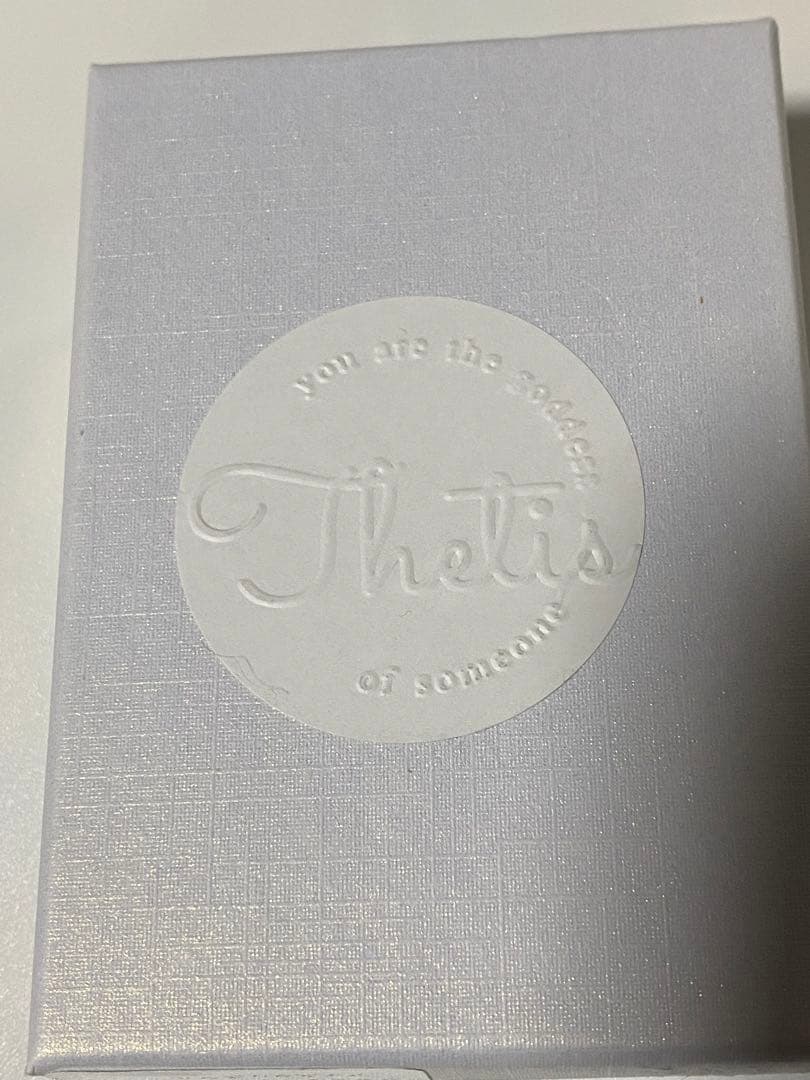 you are the goddess
Thetis
of someone